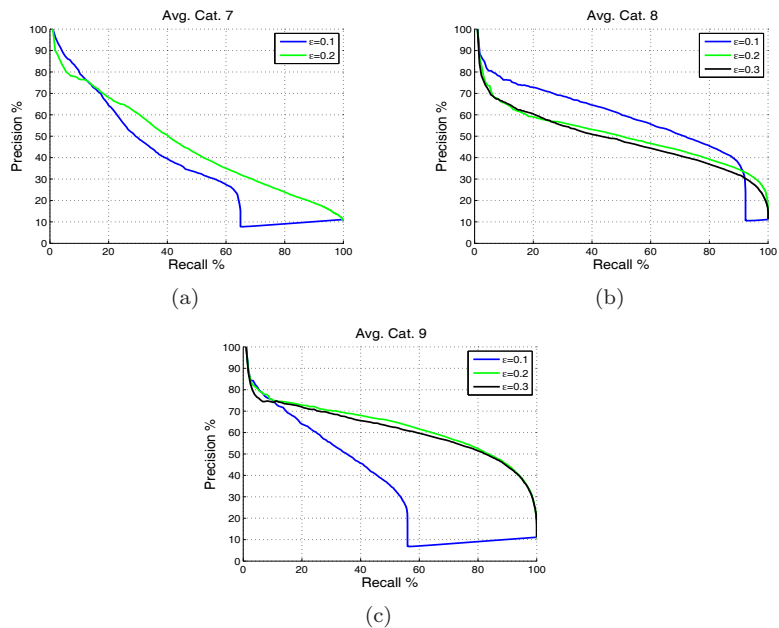 Avg. Cat. 7
100
90
80
70
60
50
40
30
20
10
0
Precision %
ε=0.1
ε=0.2
0 20 40 60 80 100
Recall %
(a)
Avg. Cat. 8
100
90
80
70
60
50
40
30
20
10
0
Precision %
ε=0.1
ε=0.2
ε=0.3
0 20 40 60 80 100
Recall %
(b)
Avg. Cat. 9
100
90
80
70
60
50
40
30
20
10
0
Precision %
ε=0.1
ε=0.2
ε=0.3
0 20 40 60 80 100
Recall %
(c)